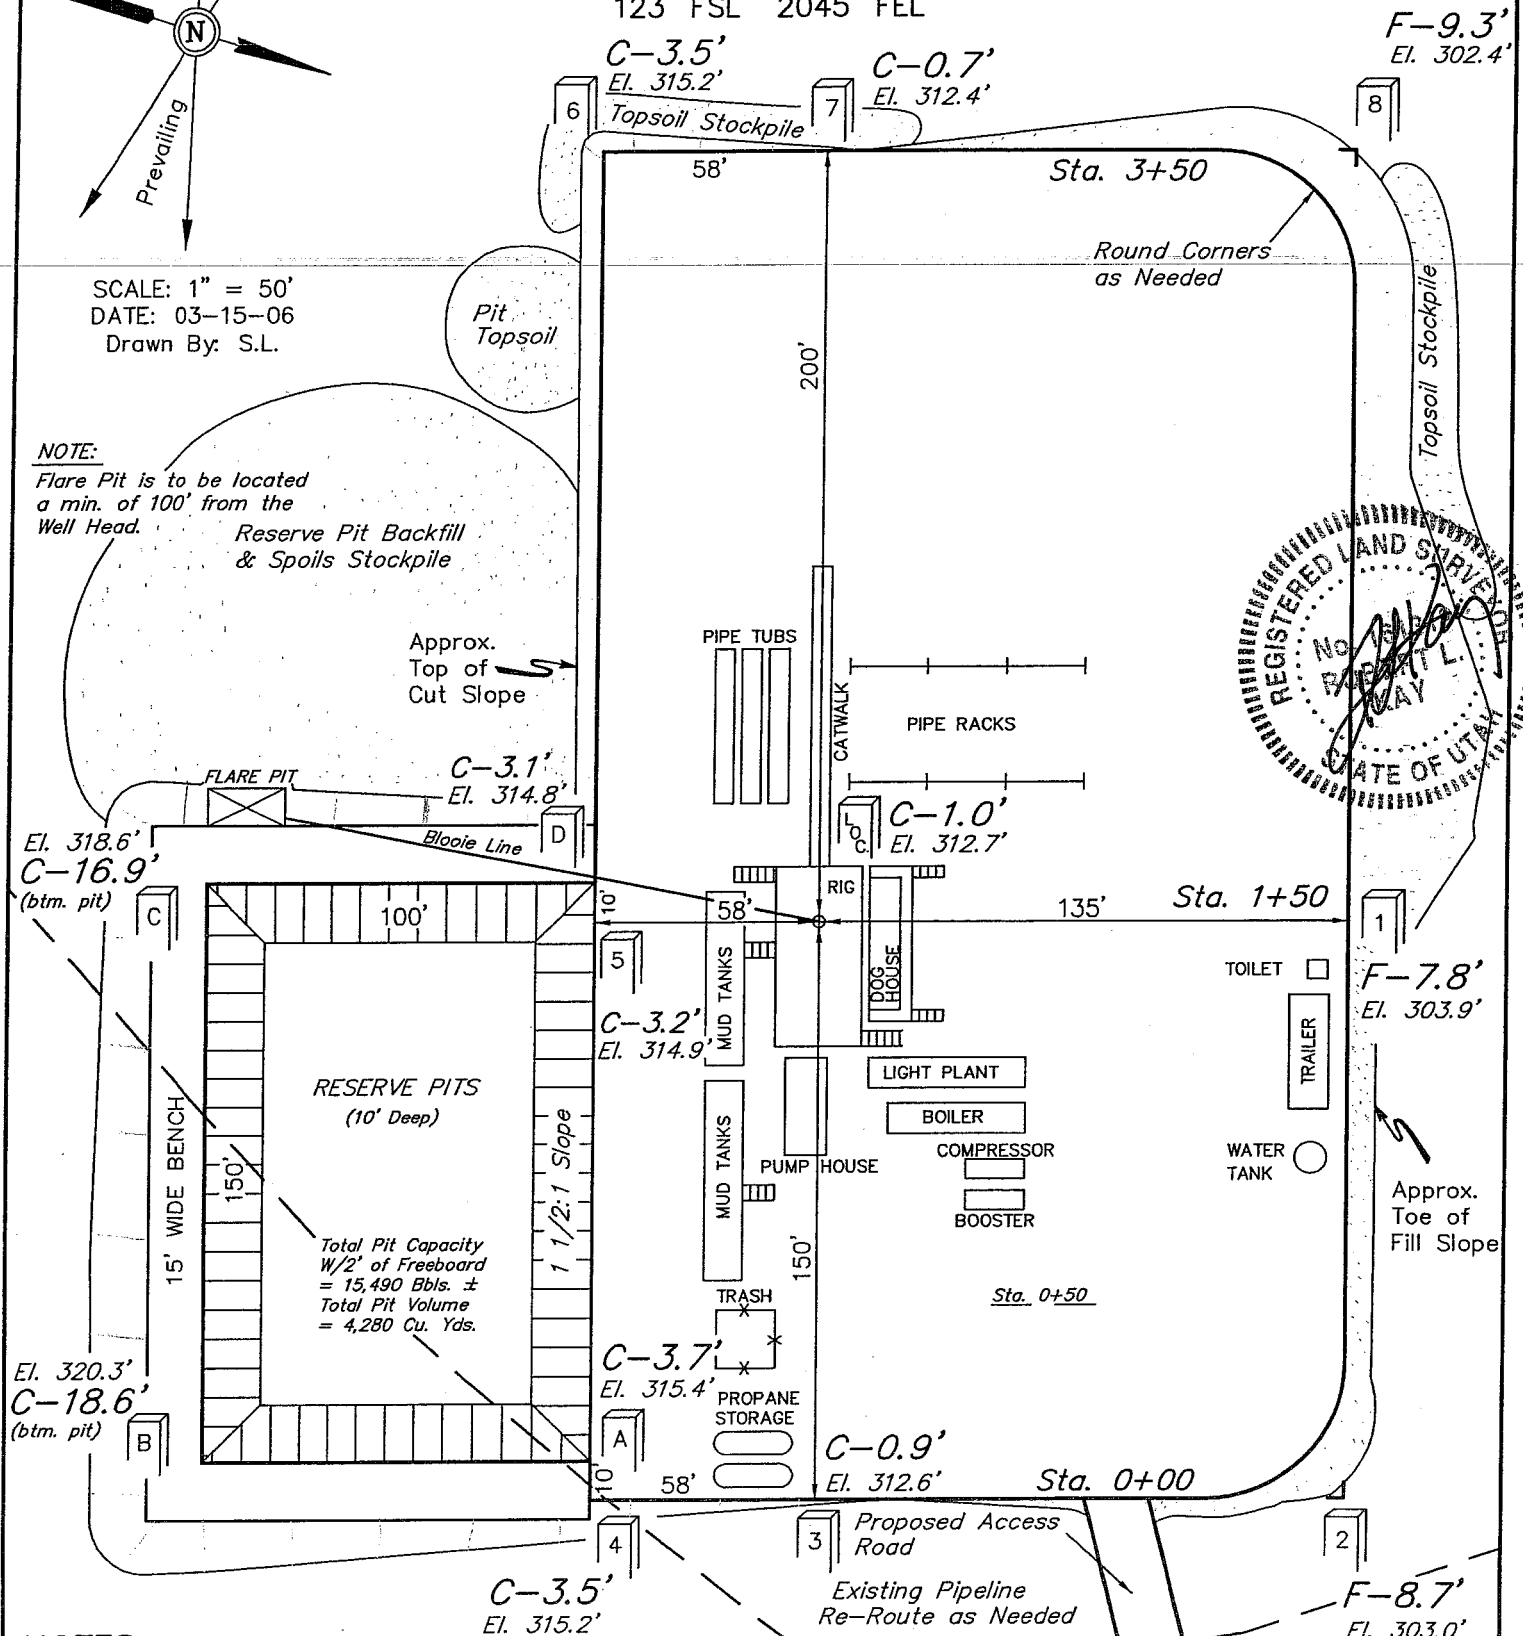 123' FSL 2045' FEL
F-9.3'
El. 302.4'
C-3.5'
El. 315.2'
C-0.7'
El. 312.4'
N
6
7
8
Topsoil Stockpile
Prevailing
58'
Sta. 3+50
Round Corners
as Needed
SCALE: 1" = 50'
DATE: 03-15-06
Drawn By: S.L.
Pit
Topsoil
200'
Topsoil Stockpile
NOTE:
Flare Pit is to be located
a min. of 100' from the
Well Head.
Reserve Pit Backfill
& Spoils Stockpile
REGISTERED LAND SURVEYOR
No.
ROBERT L.
KAY
STATE OF UTAH
Approx.
Top of
Cut Slope
PIPE TUBS
CATWALK
PIPE RACKS
FLARE PIT
C-3.1'
El. 314.8'
D
Blooie Line
LOC.
C-1.0'
El. 312.7'
El. 318.6'
C-16.9'
(btm. pit)
C
100'
10'
58'
RIG
135'
Sta. 1+50
1
F-7.8'
El. 303.9'
5
C-3.2'
El. 314.9'
MUD TANKS
DOG
HOUSE
TOILET
TRAILER
RESERVE PITS
(10' Deep)
LIGHT PLANT
BOILER
COMPRESSOR
BOOSTER
PUMP HOUSE
MUD TANKS
WATER
TANK
15' WIDE BENCH
150'
1 1/2:1 Slope
Approx.
Toe of
Fill Slope
Total Pit Capacity
W/2' of Freeboard
= 15,490 Bbls. ±
Total Pit Volume
= 4,280 Cu. Yds.
150'
Sta. 0+50
TRASH
El. 320.3'
C-18.6'
(btm. pit)
B
C-3.7'
El. 315.4'
A
PROPANE
STORAGE
C-0.9'
El. 312.6'
Sta. 0+00
10'
58'
4
3
2
Proposed Access
Road
C-3.5'
El. 315.2'
Existing Pipeline
Re-Route as Needed
F-8.7'
El. 303.0'